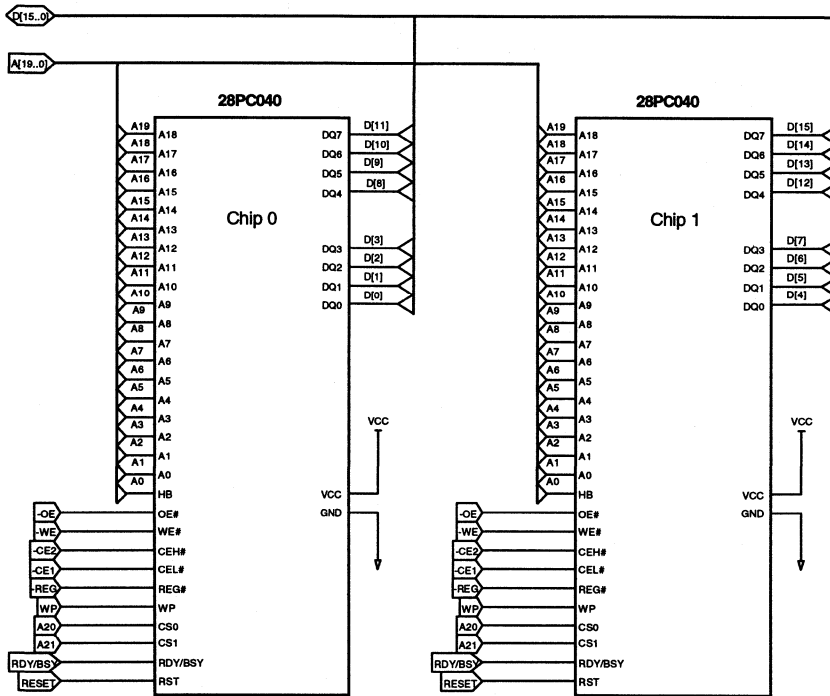 D[15..0]
A[19..0]
28PC040
Chip 0
A19
A18
A17
A16
A15
A14
A13
A12
A11
A10
A9
A8
A7
A6
A5
A4
A3
A2
A1
A0
A18
A17
A16
A15
A14
A13
A12
A11
A10
A9
A8
A7
A6
A5
A4
A3
A2
A1
A0
HB
-OE OE#
-WE WE#
-CE2 CEH#
-CE1 CEL#
-REG REG#
WP WP
A20 CS0
A21 CS1
RDY/BSY RDY/BSY
RESET RST
DQ7 D[11]
DQ6 D[10]
DQ5 D[9]
DQ4 D[8]
DQ3 D[3]
DQ2 D[2]
DQ1 D[1]
DQ0 D[0]
VCC
VCC
GND
28PC040
Chip 1
A19
A18
A17
A16
A15
A14
A13
A12
A11
A10
A9
A8
A7
A6
A5
A4
A3
A2
A1
A0
A18
A17
A16
A15
A14
A13
A12
A11
A10
A9
A8
A7
A6
A5
A4
A3
A2
A1
A0
HB
-OE OE#
-WE WE#
-CE2 CEH#
-CE1 CEL#
-REG REG#
WP WP
A20 CS0
A21 CS1
RDY/BSY RDY/BSY
RESET RST
DQ7 D[15]
DQ6 D[14]
DQ5 D[13]
DQ4 D[12]
DQ3 D[7]
DQ2 D[6]
DQ1 D[5]
DQ0 D[4]
VCC
VCC
GND